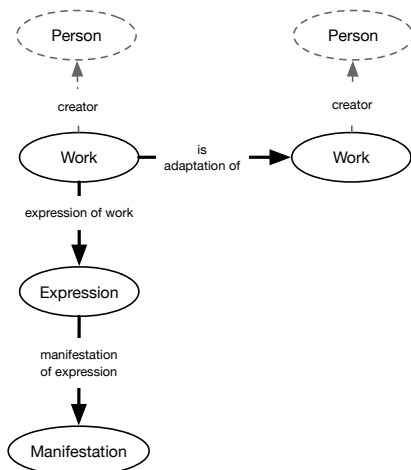 Person
Person
creator
creator
Work
is
adaptation of
Work
expression of work
Expression
manifestation
of expression
Manifestation